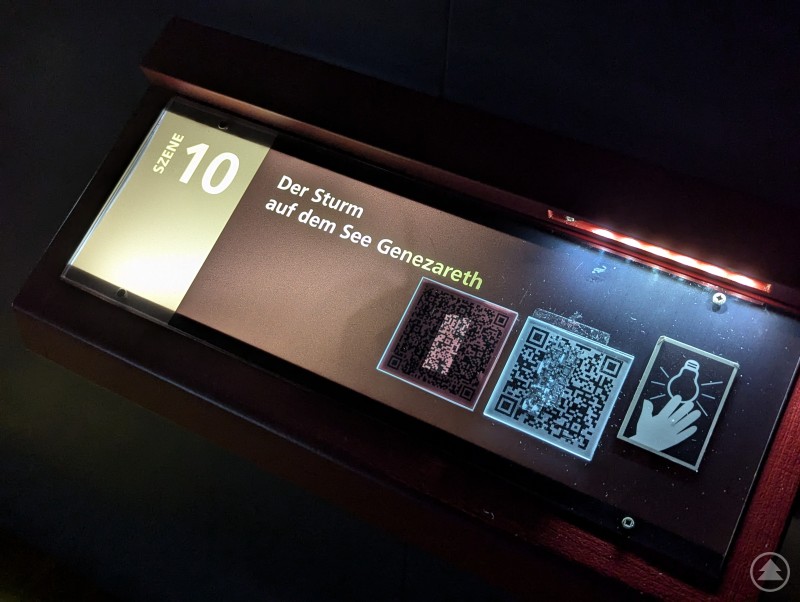 SZENE
10
Der Sturm
auf dem See Genezareth